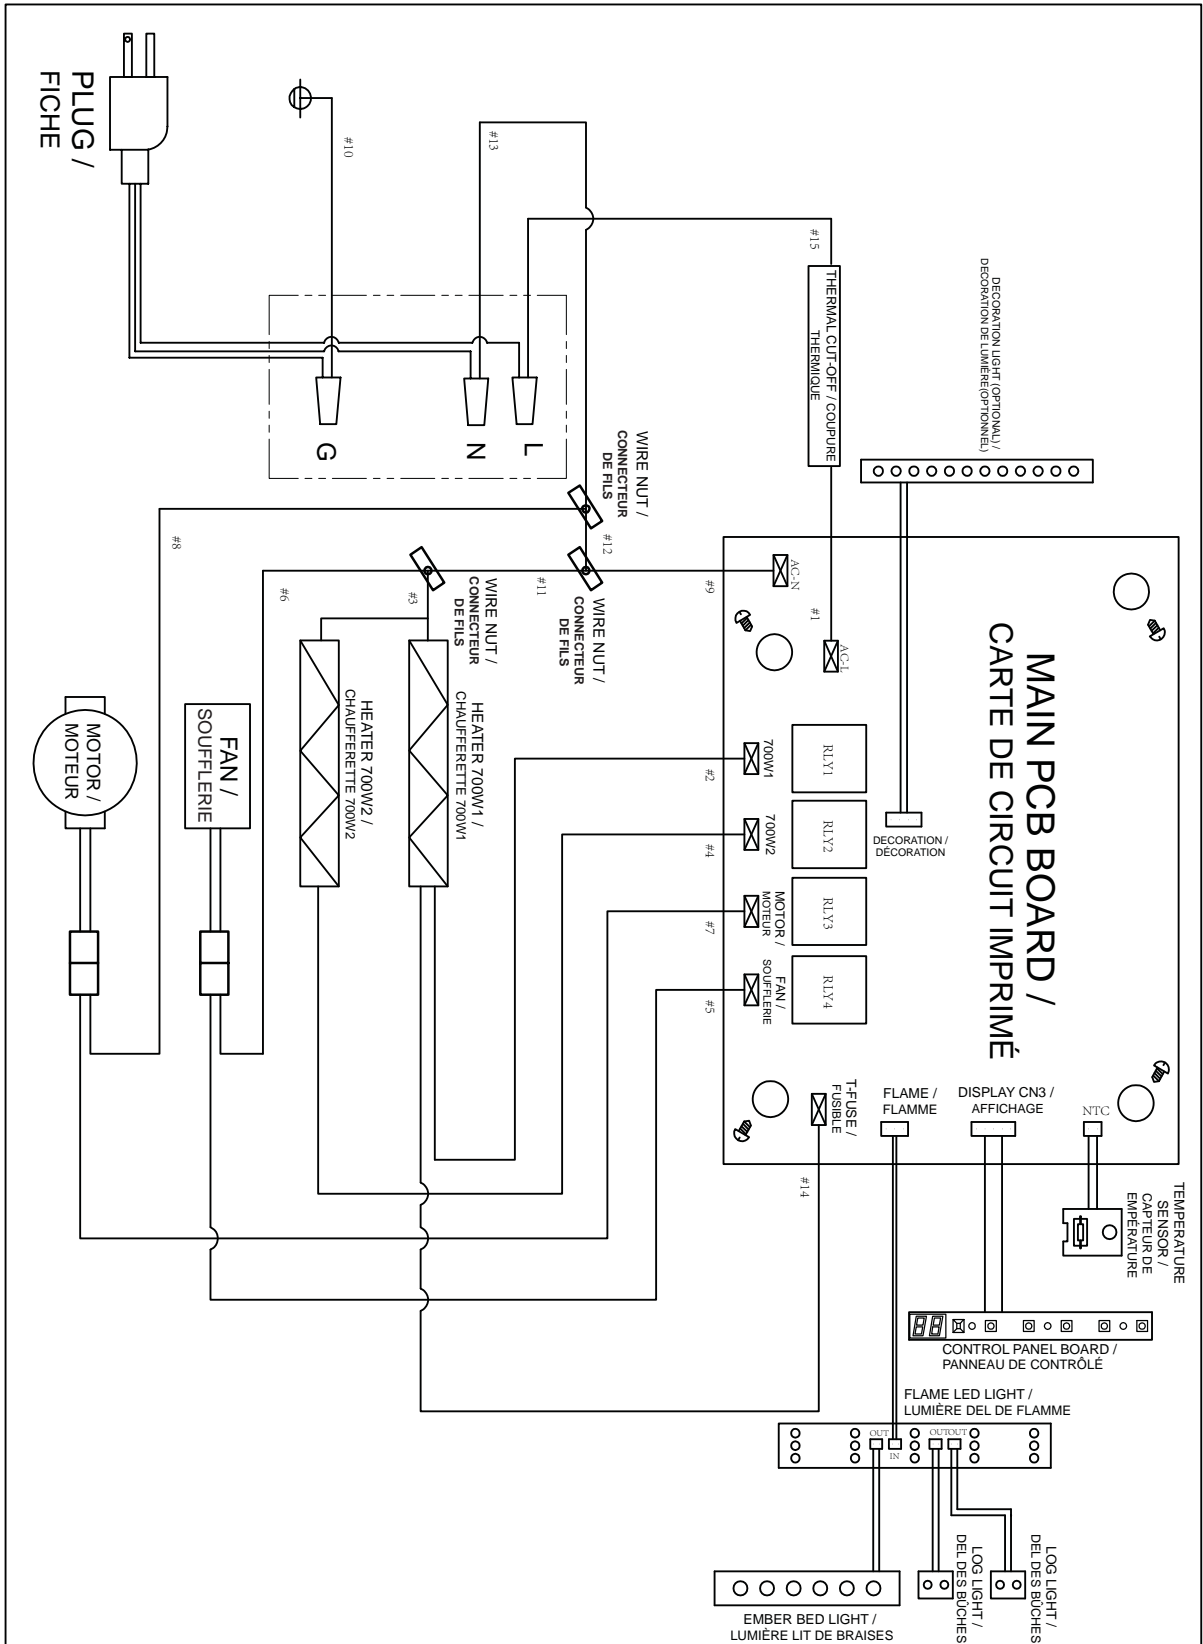 PLUG /
FICHE
#10
#13
#15
THERMAL CUT-OFF / COUPURE
THERMIQUE
DECORATION LIGHT (OPTIONAL) /
DECORATION DE LUMIÈRE(OPTIONNEL)
G
N
L
WIRE NUT /
CONNECTEUR
DE FILS
#8
#12
#6
#3
#11
#9
#1
WIRE NUT /
CONNECTEUR
DE FILS
WIRE NUT /
CONNECTEUR
DE FILS
AC-N
AC-L
MAIN PCB BOARD /
CARTE DE CIRCUIT IMPRIMÉ
MOTOR /
MOTEUR
FAN /
SOUFFLERIE
HEATER 700W2 /
CHAUFFERETTE 700W2
HEATER 700W1 /
CHAUFFERETTE 700W1
700W1
RLY1
#2
700W2
RLY2
#4
DECORATION /
DÉCORATION
MOTOR /
MOTEUR
RLY3
#7
FAN /
SOUFFLERIE
RLY4
#5
T-FUSE /
FUSIBLE
FLAME /
FLAMME
DISPLAY CN3 /
AFFICHAGE
NTC
#14
TEMPERATURE
SENSOR /
CAPTEUR DE
EMPÉRATURE
88
CONTROL PANEL BOARD /
PANNEAU DE CONTRÔLÉ
FLAME LED LIGHT /
LUMIÈRE DEL DE FLAMME
OUT
IN
OUT
OUT
LOG LIGHT /
DEL DES BÛCHES
LOG LIGHT /
DEL DES BÛCHES
EMBER BED LIGHT /
LUMIÈRE LIT DE BRAISES